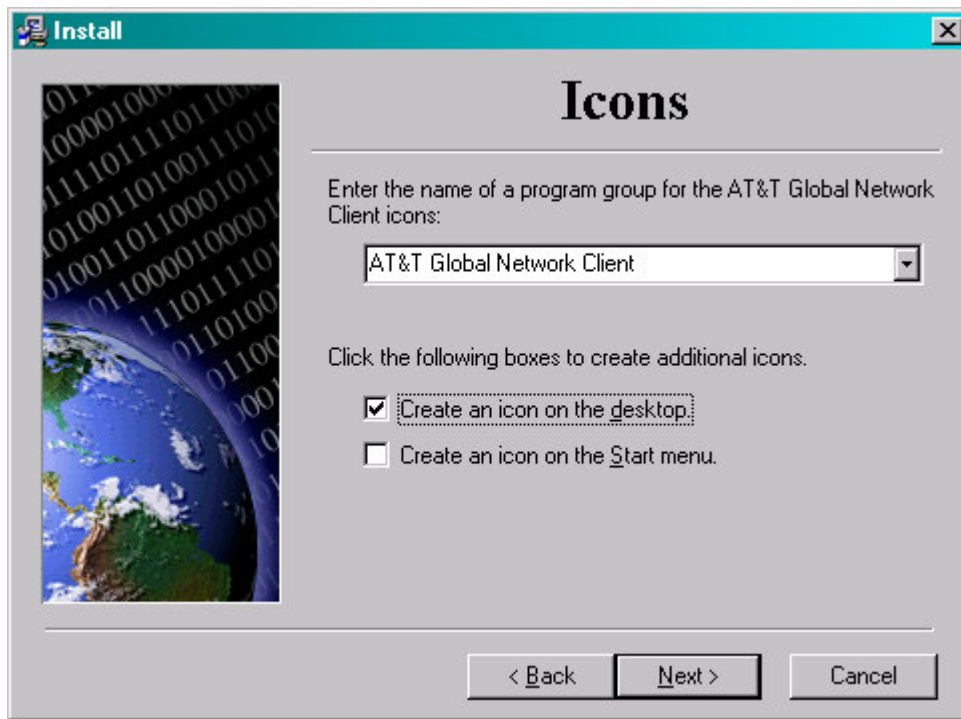 Install
Icons
Enter the name of a program group for the AT&T Global Network
Client icons:
AT&T Global Network Client
Click the following boxes to create additional icons.
Create an icon on the desktop.
Create an icon on the Start menu.
< Back
Next >
Cancel